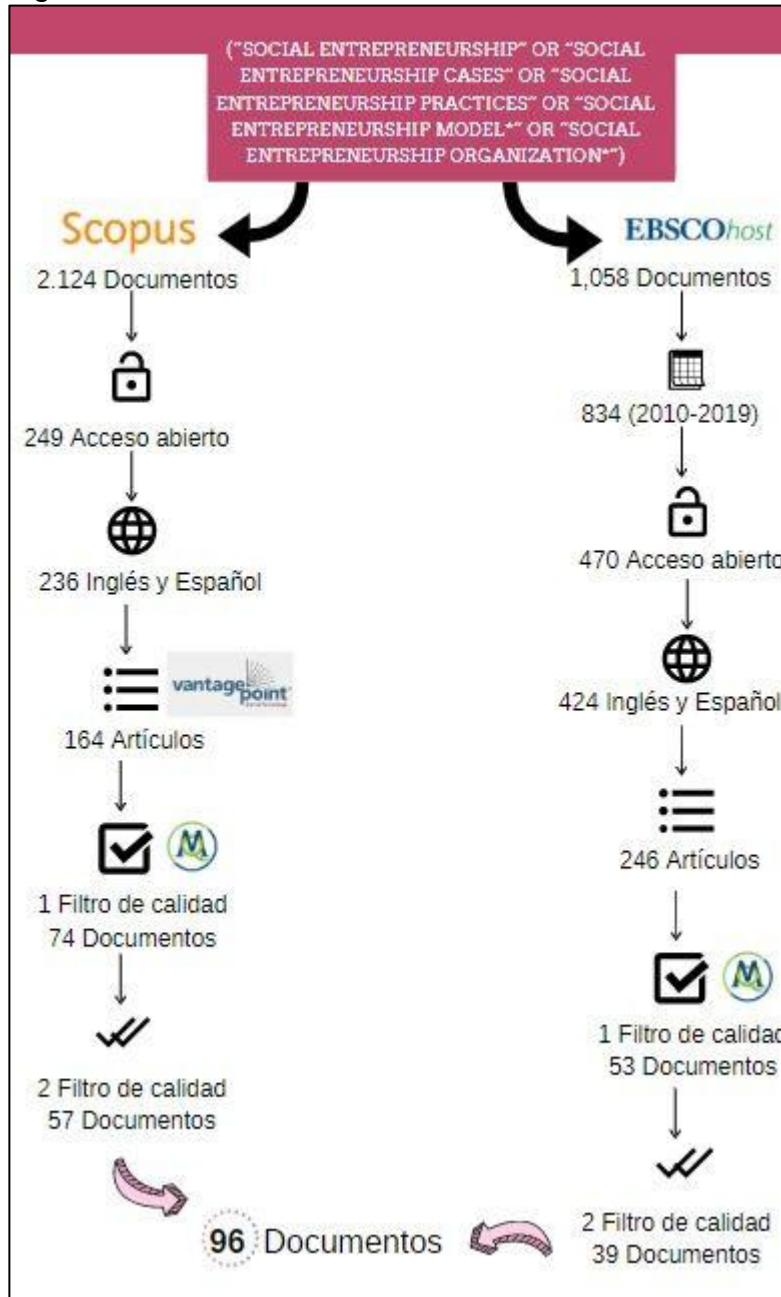 ("SOCIAL ENTREPRENEURSHIP" OR "SOCIAL
ENTREPRENEURSHIP CASES" OR "SOCIAL
ENTREPRENEURSHIP PRACTICES" OR "SOCIAL
ENTREPRENEURSHIP MODEL*" OR "SOCIAL
ENTREPRENEURSHIP ORGANIZATION*")
Scopus
2.124 Documentos
249 Acceso abierto
236 Inglés y Español
vantagepoint
164 Artículos
1 Filtro de calidad
74 Documentos
2 Filtro de calidad
57 Documentos
EBSCOhost
1,058 Documentos
834 (2010-2019)
470 Acceso abierto
424 Inglés y Español
246 Artículos
1 Filtro de calidad
53 Documentos
2 Filtro de calidad
39 Documentos
96 Documentos